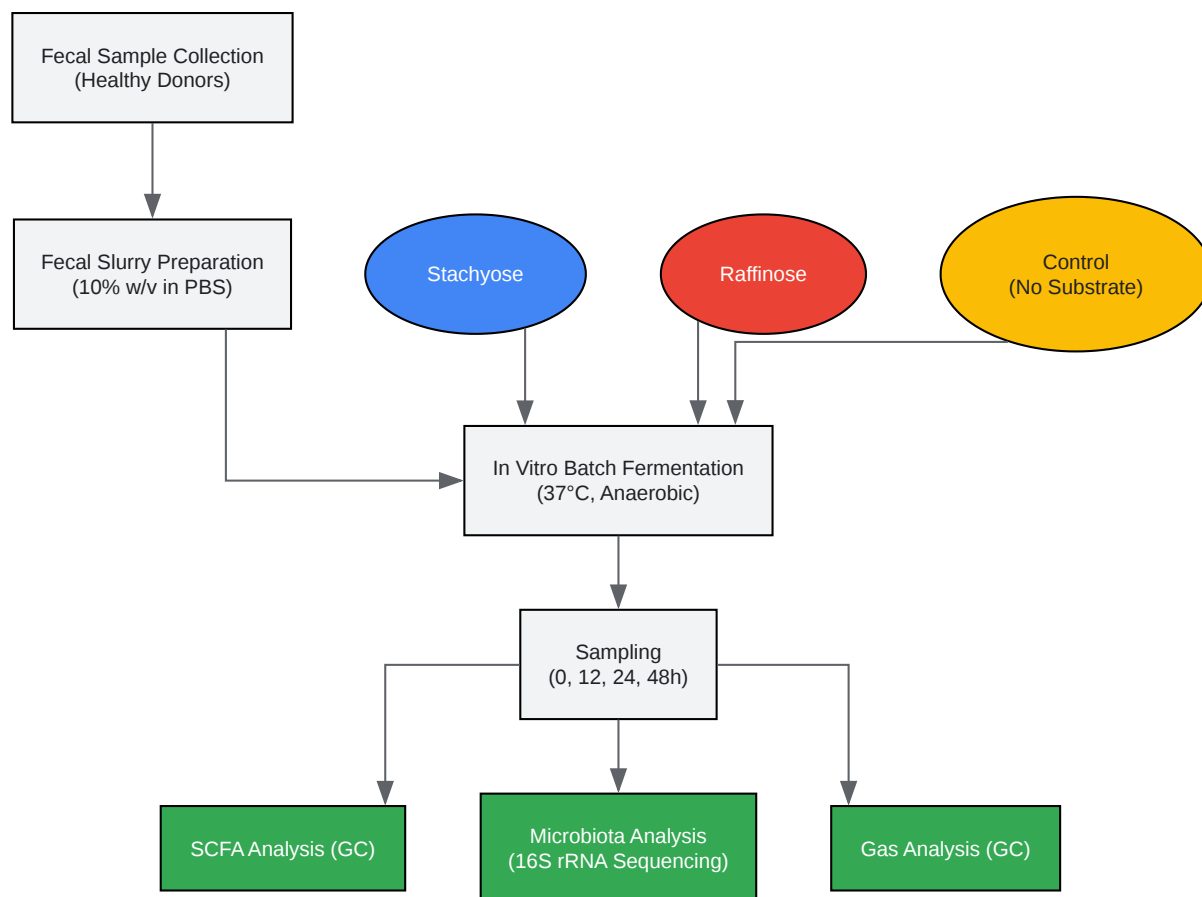 Fecal Sample Collection
(Healthy Donors)
Fecal Slurry Preparation
(10% w/v in PBS)
Stachyose
Raffinose
Control
(No Substrate)
In Vitro Batch Fermentation
(37°C, Anaerobic)
Sampling
(0, 12, 24, 48h)
SCFA Analysis (GC)
Microbiota Analysis
(16S rRNA Sequencing)
Gas Analysis (GC)